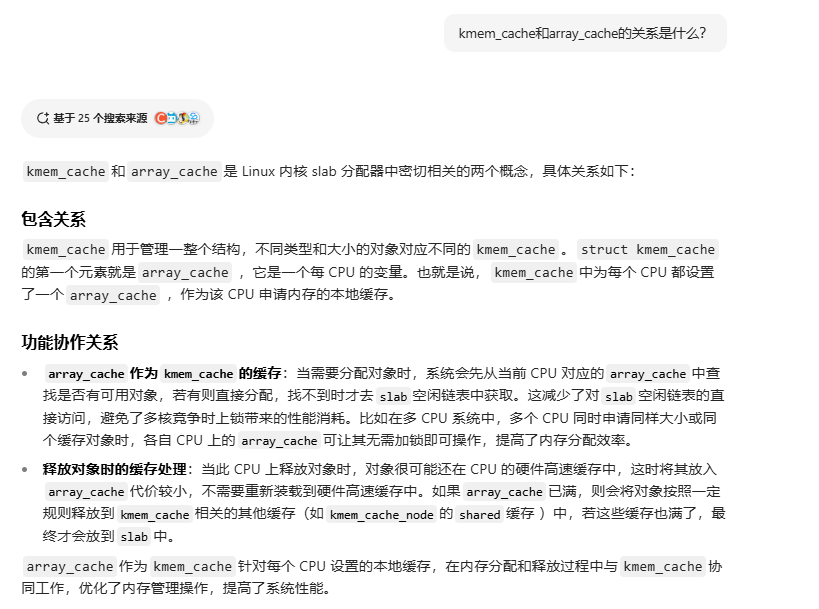 kmem_cache和array_cache的关系是什么？
基于 25 个搜索来源
kmem_cache 和 array_cache 是 Linux 内核 slab 分配器中密切相关的两个概念，具体关系如下：
包含关系
kmem_cache 用于管理一整个结构，不同类型和大小的对象对应不同的 kmem_cache 。 struct kmem_cache
的第一个元素就是 array_cache ，它是一个每 CPU 的变量。也就是说， kmem_cache 中为每个 CPU 都设置
了一个 array_cache ，作为该 CPU 申请内存的本地缓存。
功能协作关系
• array_cache 作为 kmem_cache 的缓存：当需要分配对象时，系统会先从当前 CPU 对应的 array_cache 中查
找是否有可用对象，若有则直接分配，找不到时才去 slab 空闲链表中获取。这减少了对 slab 空闲链表的直
接访问，避免了多核竞争时上锁带来的性能消耗。比如在多 CPU 系统中，多个 CPU 同时申请同样大小或同
个缓存对象时，各自 CPU 上的 array_cache 可让其无需加锁即可操作，提高了内存分配效率。
• 释放对象时的缓存处理：当此 CPU 上释放对象时，对象很可能还在 CPU 的硬件高速缓存中，这时将其放入
array_cache 代价较小，不需要重新装载到硬件高速缓存中。如果 array_cache 已满，则会将对象按照一定
规则释放到 kmem_cache 相关的其他缓存（如 kmem_cache_node 的 shared 缓存 ）中，若这些缓存也满了，最
终才会放到 slab 中。
array_cache 作为 kmem_cache 针对每个 CPU 设置的本地缓存，在内存分配和释放过程中与 kmem_cache 协
同工作，优化了内存管理操作，提高了系统性能。